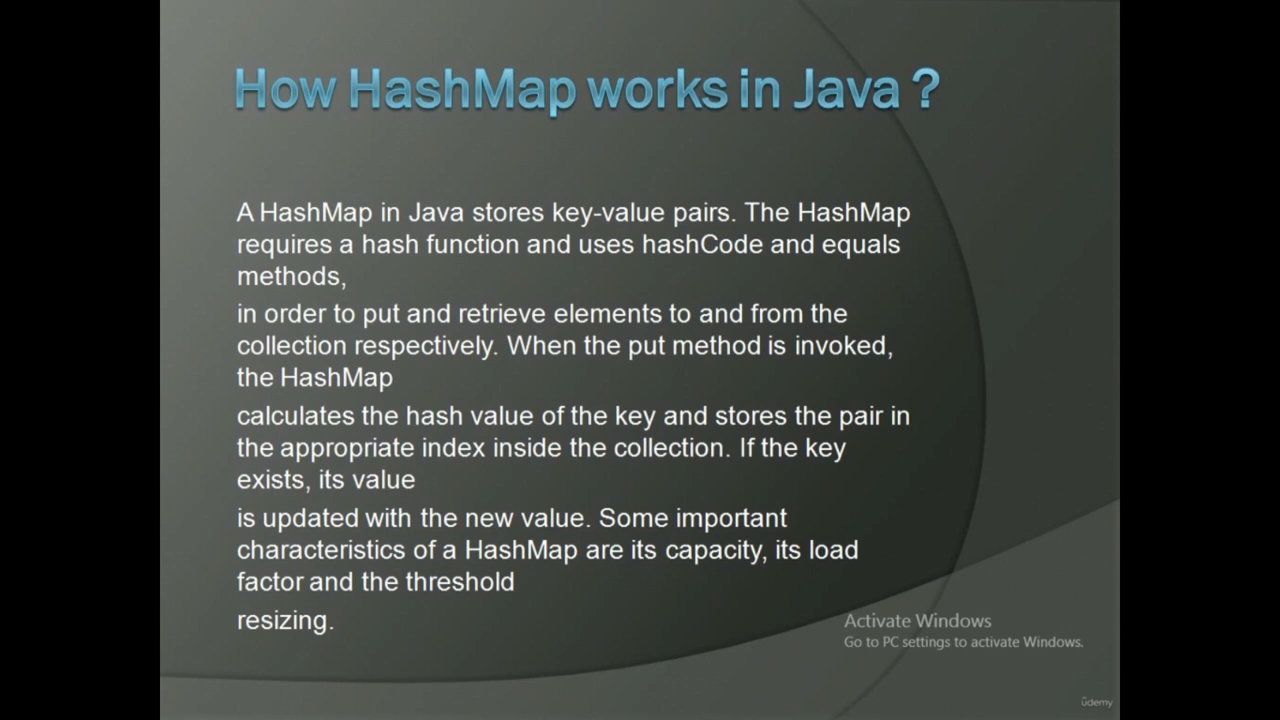 How HashMap works in Java ?
A HashMap in Java stores key-value pairs. The HashMap
requires a hash function and uses hashCode and equals
methods,
in order to put and retrieve elements to and from the
collection respectively. When the put method is invoked,
the HashMap
calculates the hash value of the key and stores the pair in
the appropriate index inside the collection. If the key
exists, its value
is updated with the new value. Some important
characteristics of a HashMap are its capacity, its load
factor and the threshold
resizing.
Activate Windows
Go to PC settings to activate Windows.
ûdemy